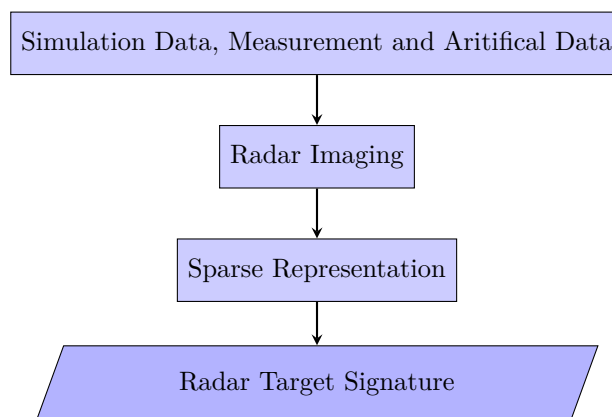 Simulation Data, Measurement and Aritifical Data
Radar Imaging
Sparse Representation
Radar Target Signature